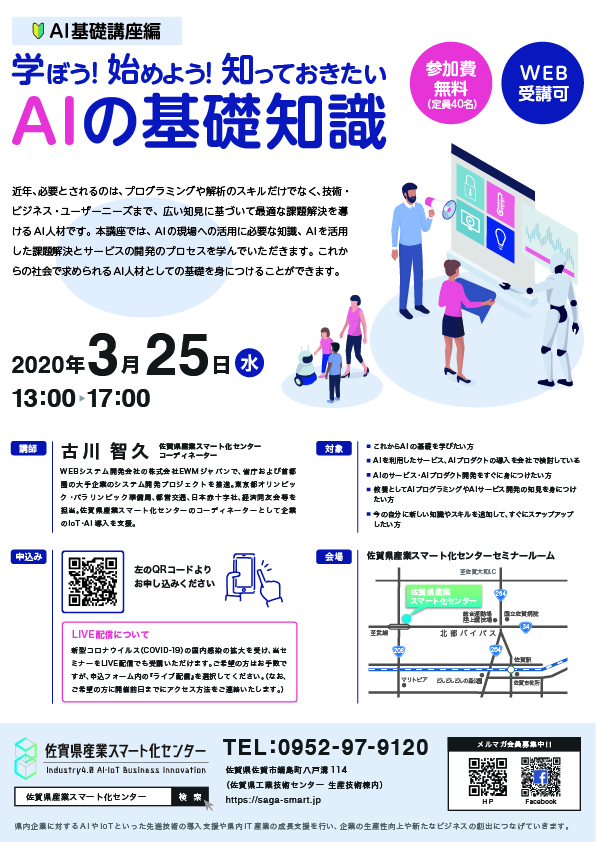 AI基礎講座編
学ぼう!始めよう!知っておきたい
AIの基礎知識
参加費
無料
(定員40名)
WEB
受講可
近年、必要とされるのは、プログラミングや解析のスキルだけでなく、技術・
ビジネス・ユーザーニーズまで、広い知見に基づいて最適な課題解決を導
けるAI人材です。本講座では、AIの現場への活用に必要な知識、AIを活用
した課題解決とサービスの開発のプロセスを学んでいただきます。これか
らの社会で求められるAI人材としての基礎を身につけることができます。
2020年3月25日 水
13:00▸17:00
講師
古川 智久
佐賀県産業スマート化センター
コーディネーター
WEBシステム開発会社の株式会社EWMジャパンで、省庁および首都
圏の大手企業のシステム開発プロジェクトを推進。東京都オリンピッ
ク・パラリンピック準備局、都営交通、日本赤十字社、経済同友会等を
担当。佐賀県産業スマート化センターのコーディネーターとして企業
のIoT・AI導入を支援。
対象
これからAIの基礎を学びたい方
AIを利用したサービス、AIプロダクトの導入を会社で検討している
AIのサービス・AIプロダクト開発をすぐに身につけたい方
教養としてAIプログラミングやAIサービス開発の知見を身につけ
たい方
今の自分に新しい知識やスキルを追加して、すぐにステップアップ
したい方
申込み
左のQRコードより
お申し込みください
LIVE配信について
新型コロナウイルス(COVID-19)の国内感染の拡大を受け、当セ
ミナーをLIVE配信でも受講いただけます。ご希望の方はお手数で
すが、申込フォーム内の『ライブ配信』を選択してください。(なお、
ご希望の方に開催前日までにアクセス方法をご連絡いたします。)
会場
佐賀県産業スマート化センターセミナールーム
至佐賀大和I.C
佐賀県産業
スマート化センター
264
総合運動場
陸上競技場
国立佐賀病院
34
至武雄
北部バイパス
208
264
佐賀駅
マリトピア
どんどんどんの森公園
佐賀市役所
佐賀県産業スマート化センター
Industry4.0 AI・IoT Business Innovation
佐賀県産業スマート化センター 検索
TEL:0952-97-9120
佐賀県佐賀市鍋島町八戸溝114
(佐賀県工業技術センター 生産技術棟内)
https://saga-smart.jp
メルマガ会員募集中!!
HP
Facebook
県内企業に対するAIやIoTといった先進技術の導入支援や県内IT産業の成長支援を行い、企業の生産性向上や新たなビジネスの創出につなげていきます。